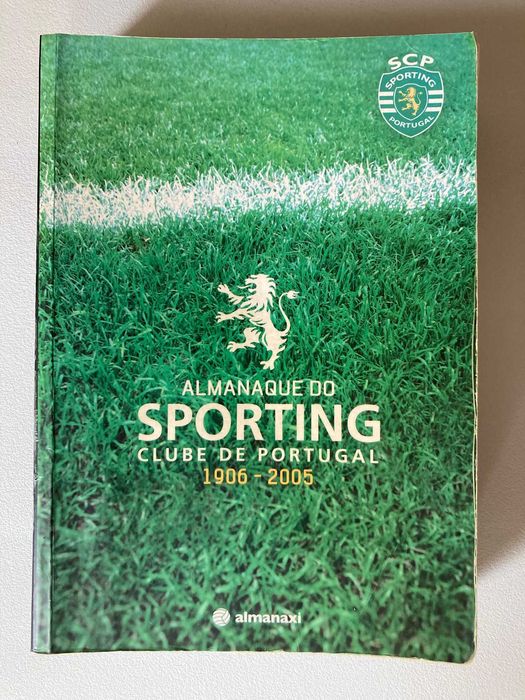 SCP
SPORTING
PORTUGAL
ALMANAQUE DO
SPORTING
CLUBE DE PORTUGAL
1906 - 2005
almanaxi